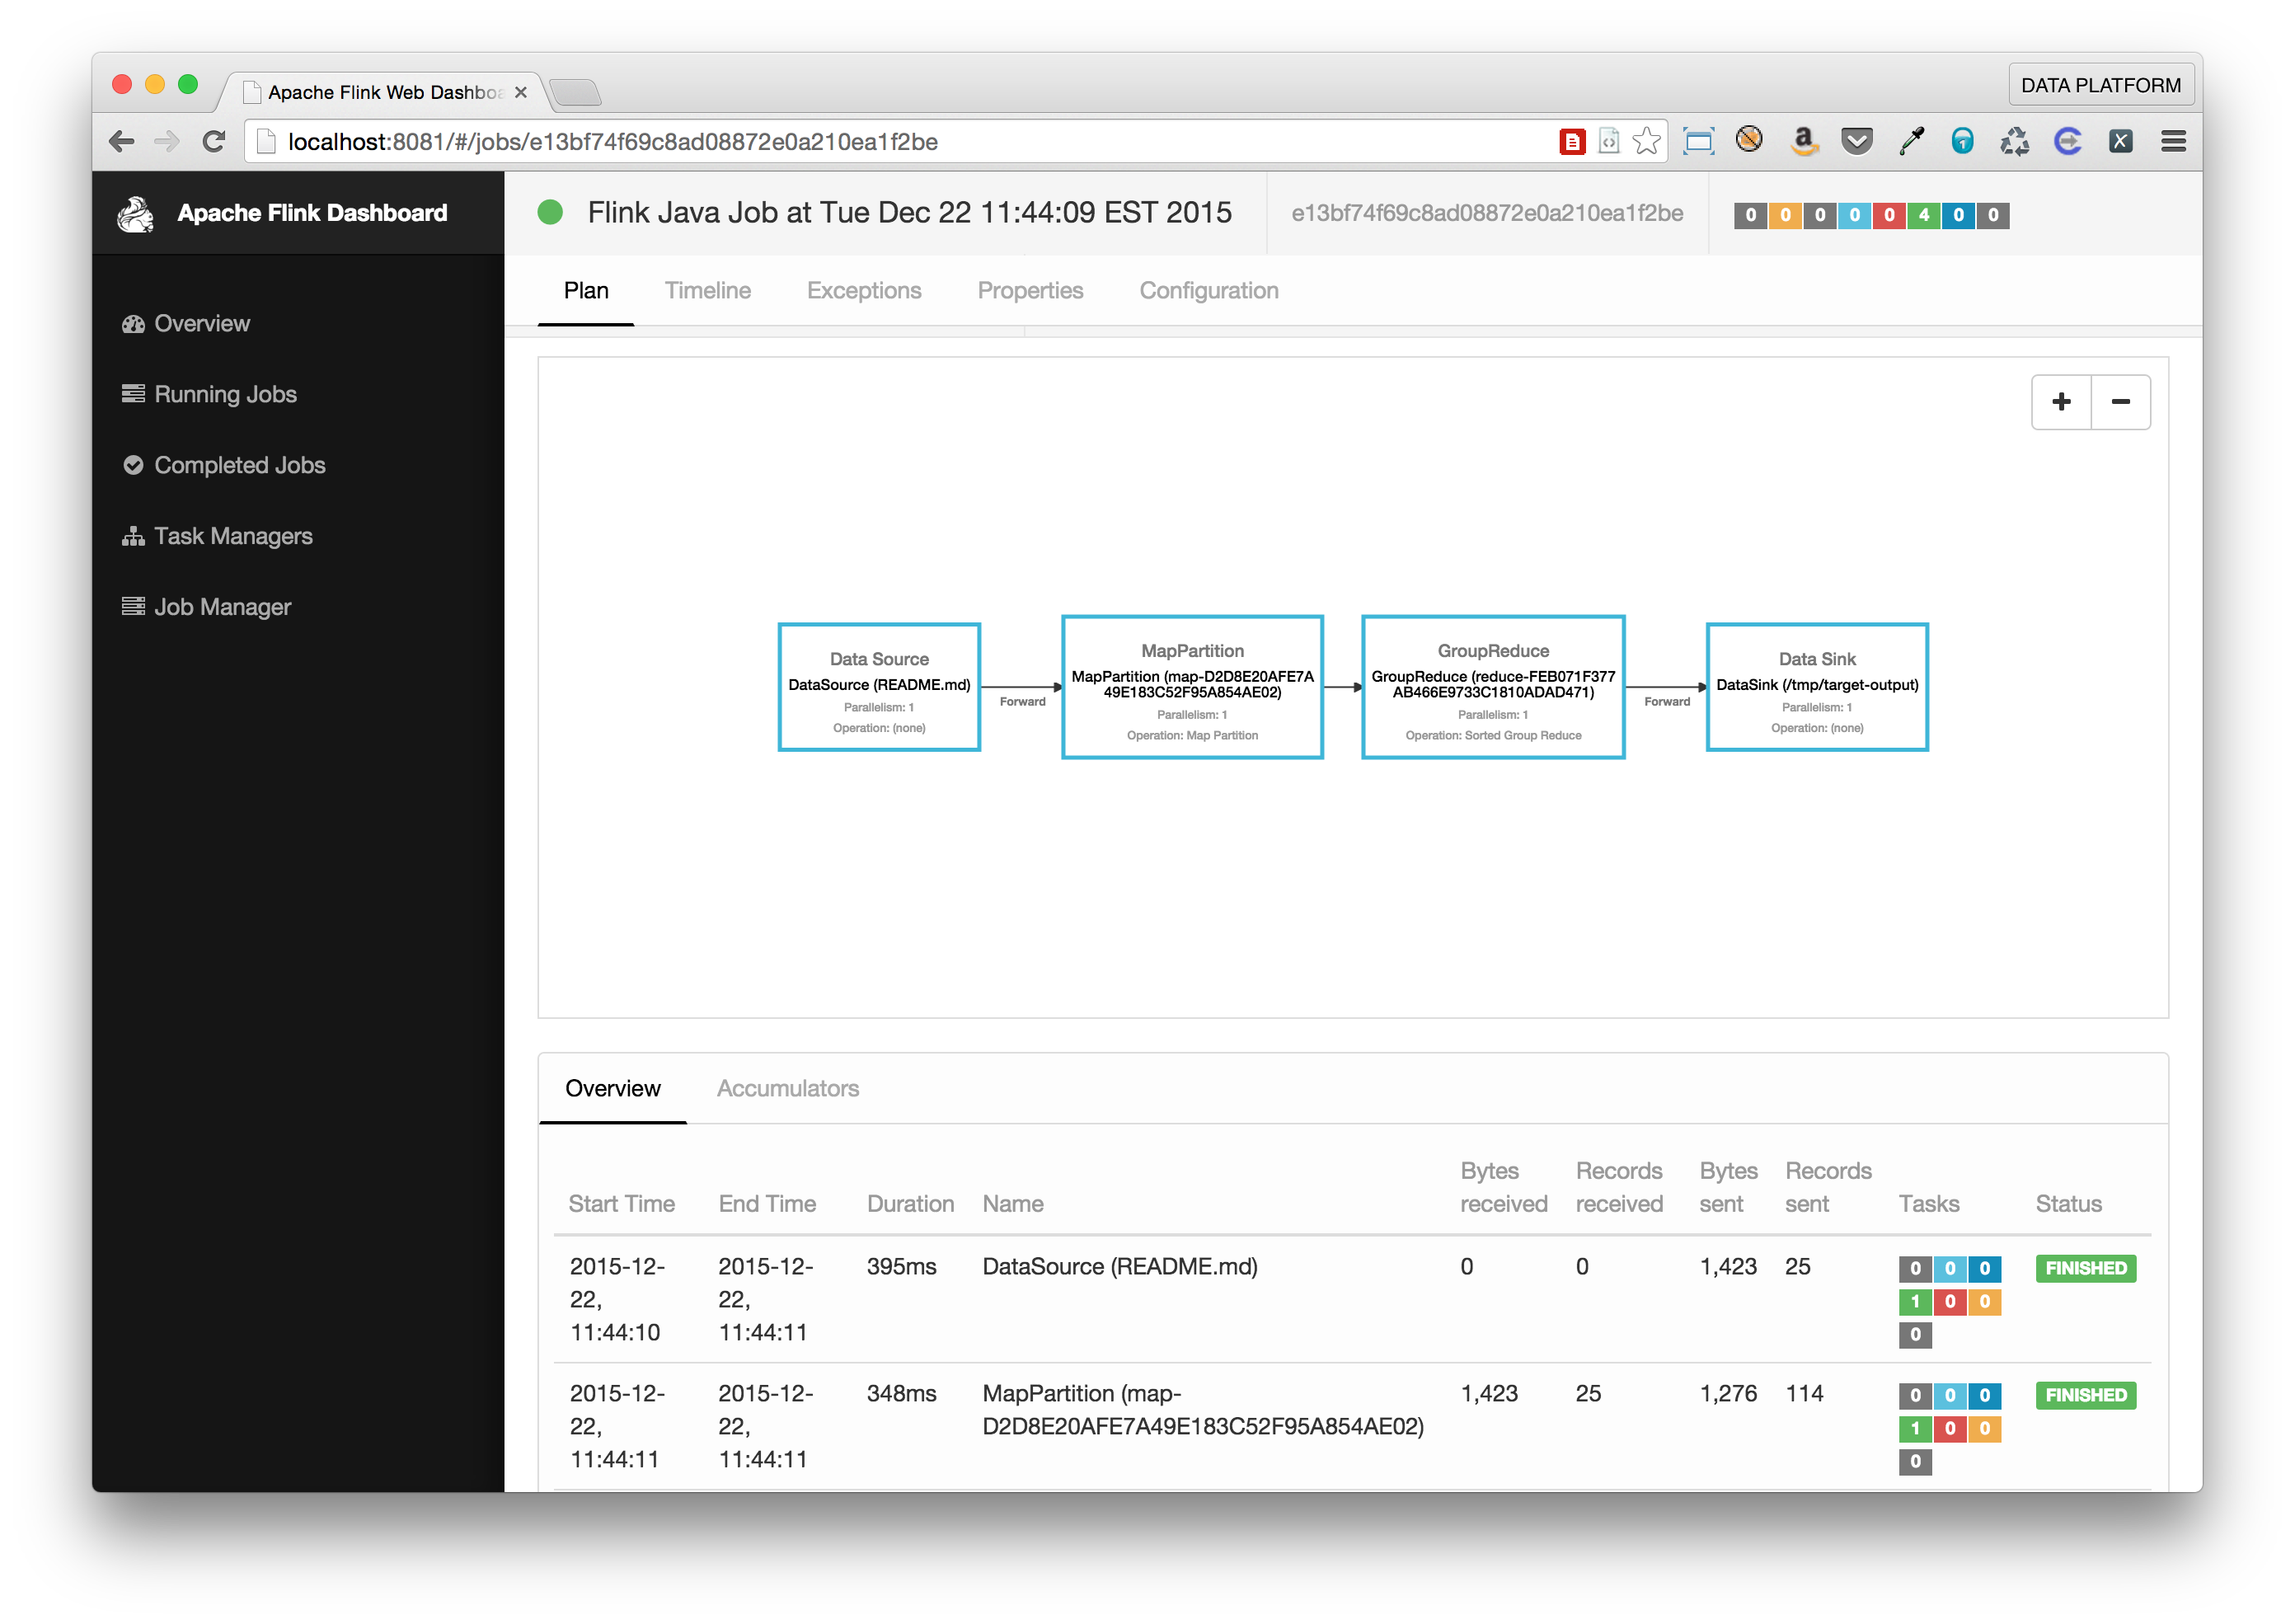 Apache Flink Web Dashboa
DATA PLATFORM
localhost:8081/#/jobs/e13bf74f69c8ad08872e0a210ea1f2be
Apache Flink Dashboard
Flink Java Job at Tue Dec 22 11:44:09 EST 2015
e13bf74f69c8ad08872e0a210ea1f2be
0 0 0 0 0 4 0 0
Overview
Running Jobs
Completed Jobs
Task Managers
Job Manager
Plan Timeline Exceptions Properties Configuration
+ −
Data Source
DataSource (README.md)
Parallelism: 1
Operation: (none)
Forward
MapPartition
MapPartition (map-D2D8E20AFE7A
49E183C52F95A854AE02)
Parallelism: 1
Operation: Map Partition
GroupReduce
GroupReduce (reduce-FEB071F377
AB466E9733C1810ADAD471)
Parallelism: 1
Operation: Sorted Group Reduce
Forward
Data Sink
DataSink (/tmp/target-output)
Parallelism: 1
Operation: (none)
Overview Accumulators
Start Time End Time Duration Name Bytes received Records received Bytes sent Records sent Tasks Status
2015-12-
22,
11:44:10
2015-12-
22,
11:44:11
395ms
DataSource (README.md)
0
0
1,423
25
0 0 0
1 0 0
0
FINISHED
2015-12-
22,
11:44:11
2015-12-
22,
11:44:11
348ms
MapPartition (map-
D2D8E20AFE7A49E183C52F95A854AE02)
1,423
25
1,276
114
0 0 0
1 0 0
0
FINISHED